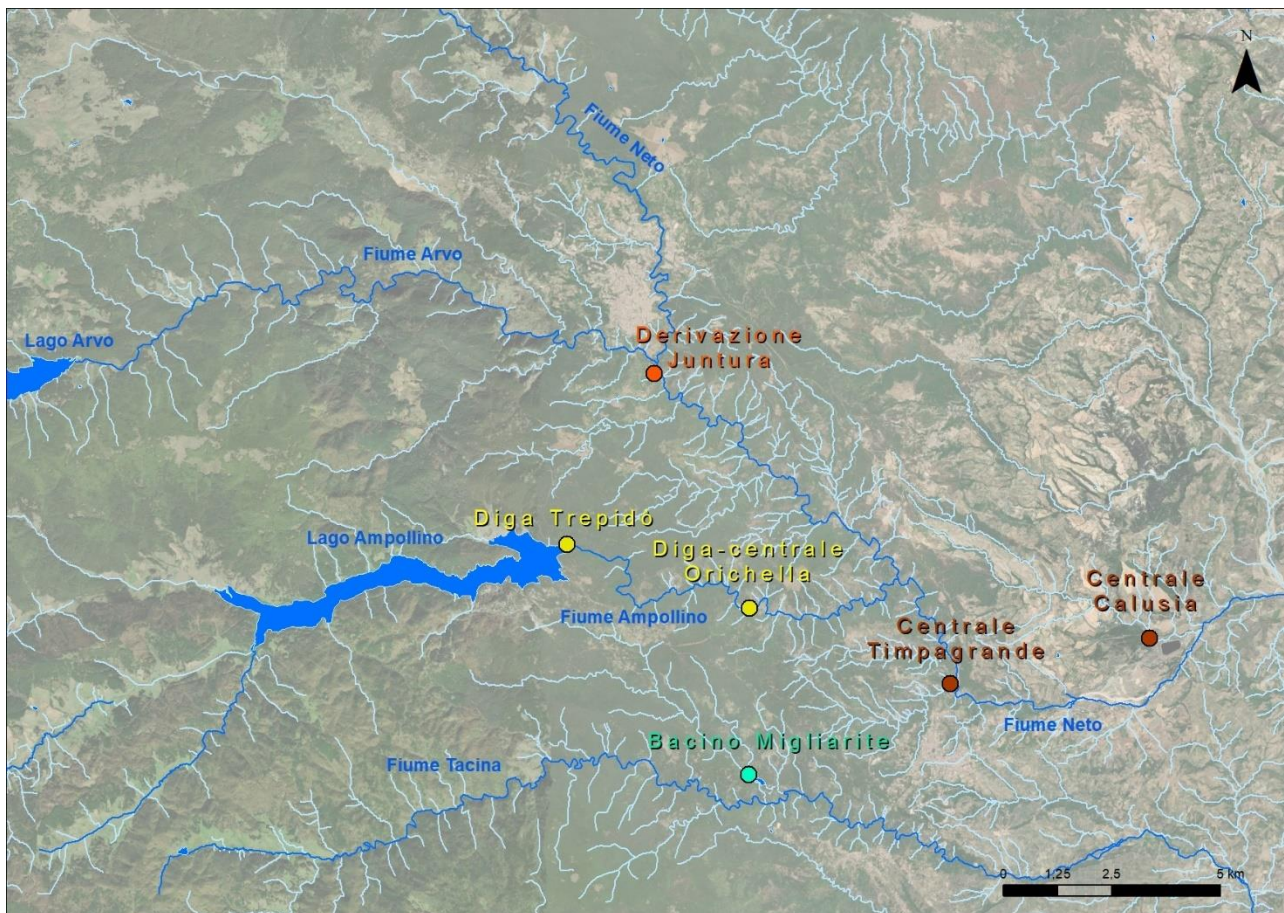 N
Fiume Neto
Fiume Arvo
Lago Arvo
Derivazione
Juntura
Diga Trepidò
Lago Ampollino
Diga-centrale
Orichella
Fiume Ampollino
Centrale
Calusia
Centrale
Timpagrande
Fiume Neto
Bacino Migliarite
Fiume Tacina
0 1,25 2,5 5 km